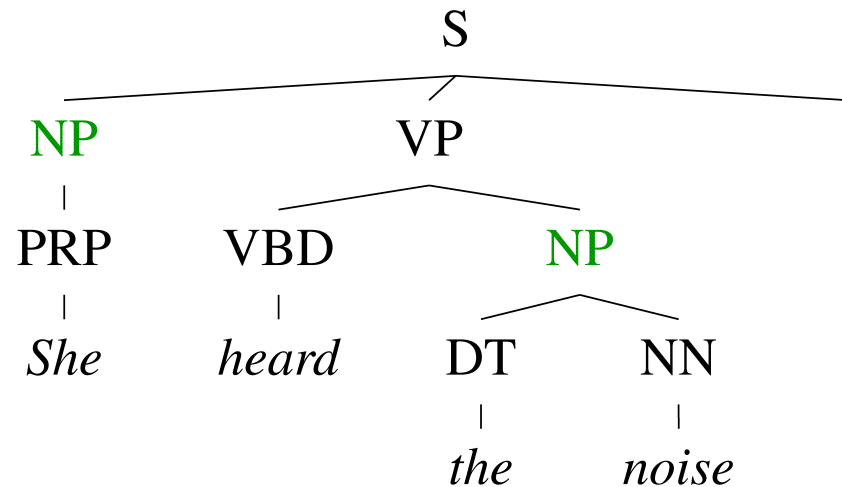 S
NP VP
PRP VBD NP
She heard DT NN
the noise